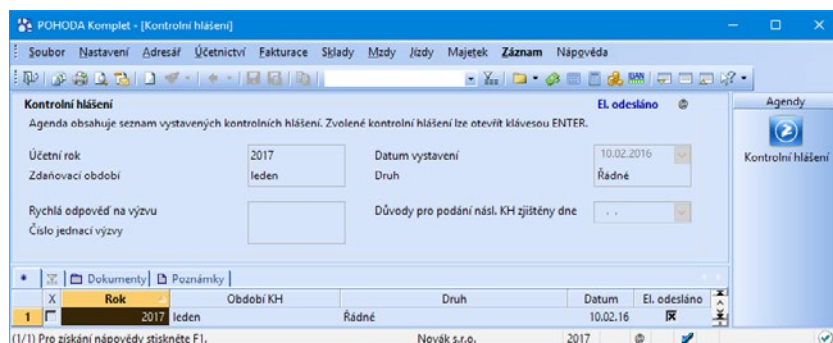 POHODA Komplet - [Kontrolní hlášení]
Soubor Nastavení Adresář Účetnictví Fakturace Sklady Mzdy Jízdy Majetek Záznam Nápověda
Kontrolní hlášení El. odesláno @
Agenda obsahuje seznam vystavených kontrolních hlášení. Zvolené kontrolní hlášení lze otevřít klávesou ENTER.
Účetní rok 2017 Datum vystavení 10.02.2016
Zdaňovací období leden Druh Řádné
Rychlá odpověď na výzvu Důvody pro podání násl. KH zjištěny dne . .
Číslo jednací výzvy
Agendy
Kontrolní hlášení
* Dokumenty Poznámky
X Rok Období KH Druh Datum El. odesláno
1 2017 leden Řádné 10.02.16
(1/1) Pro získání nápovědy stiskněte F1. Novák s.r.o. 2017 @